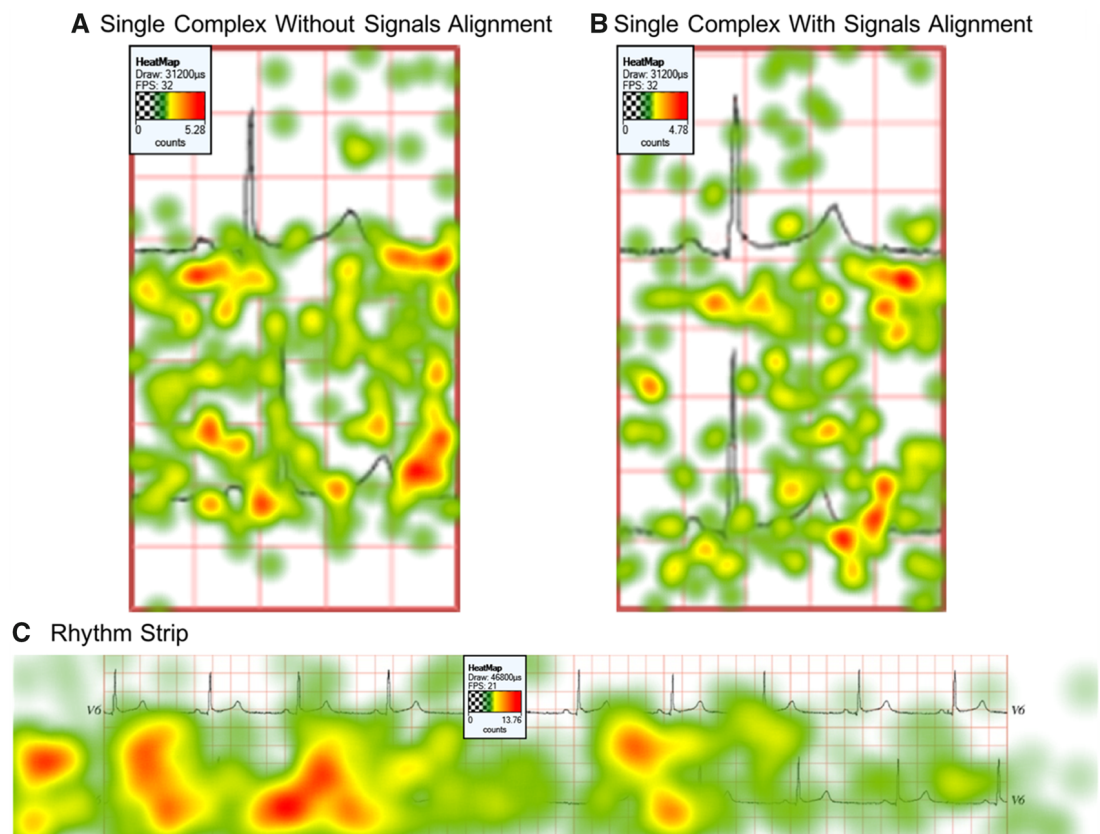 A Single Complex Without Signals Alignment
HeatMap
Draw: 31200µs
FPS: 32
0 5.28
counts
B Single Complex With Signals Alignment
HeatMap
Draw: 31200µs
FPS: 32
0 4.78
counts
C Rhythm Strip
HeatMap
Draw: 46800µs
FPS: 21
0 13.76
counts
V6 V6
V6